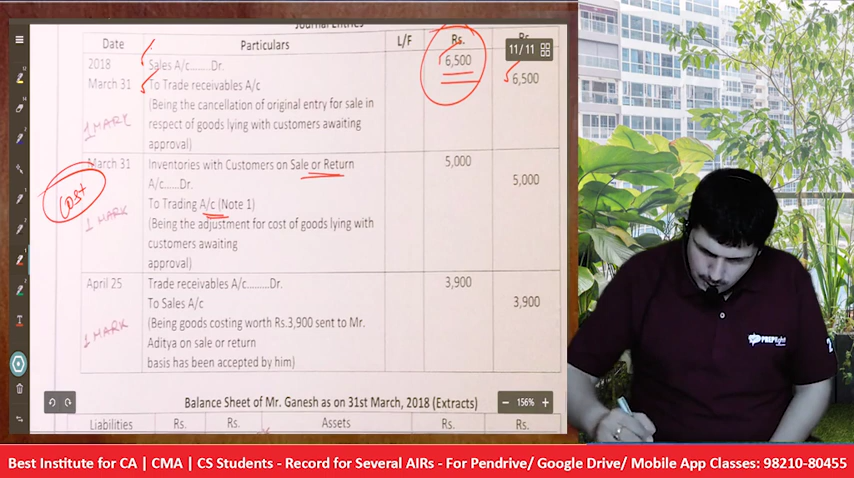 Journal Entries
Date Particulars L/F Rs. Rs.
11/11
2018 Sales A/c......Dr. 6,500
March 31 To Trade receivables A/c 6,500
(Being the cancellation of original entry for sale in
1 MARK respect of goods lying with customers awaiting
approval)
March 31 Inventories with Customers on Sale or Return 5,000
Cost A/c......Dr. 5,000
1 MARK To Trading A/c (Note 1)
(Being the adjustment for cost of goods lying with
customers awaiting
approval)
April 25 Trade receivables A/c.........Dr. 3,900
To Sales A/c 3,900
1 MARK (Being goods costing worth Rs.3,900 sent to Mr.
Aditya on sale or return
basis has been accepted by him)
Balance Sheet of Mr. Ganesh as on 31st March, 2018 (Extracts)
− 156% +
Liabilities Rs. Rs. Assets Rs. Rs.
Best Institute for CA | CMA | CS Students - Record for Several AIRs - For Pendrive/ Google Drive/ Mobile App Classes: 98210-80455